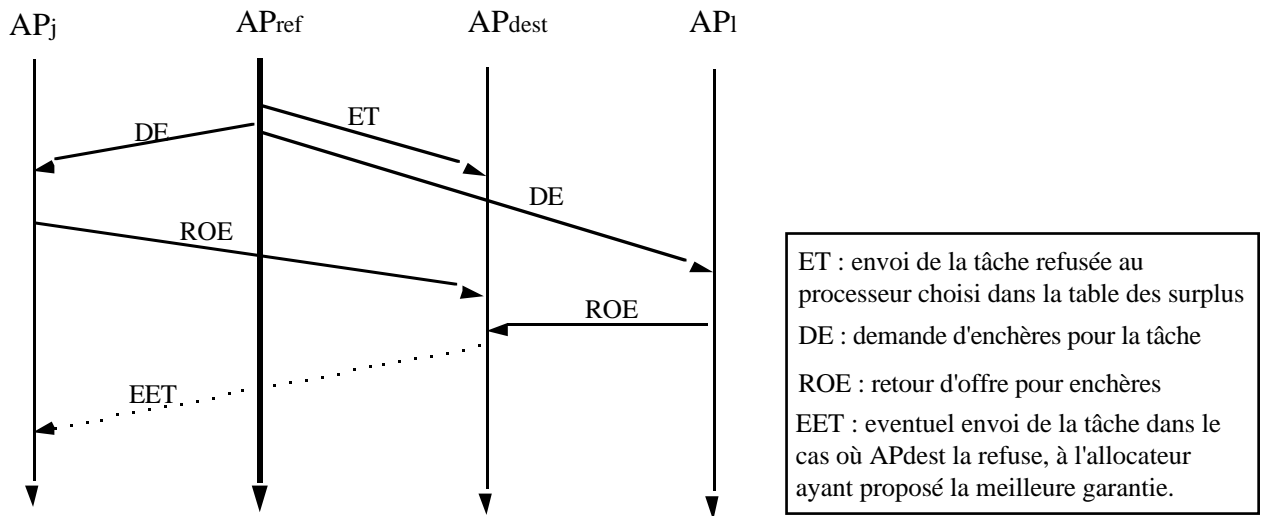 APj
APref
APdest
APl
ET
DE
DE
ROE
ROE
EET
ET : envoi de la tâche refusée au
processeur choisi dans la table des surplus
DE : demande d'enchères pour la tâche
ROE : retour d'offre pour enchères
EET : eventuel envoi de la tâche dans le
cas où APdest la refuse, à l'allocateur
ayant proposé la meilleure garantie.